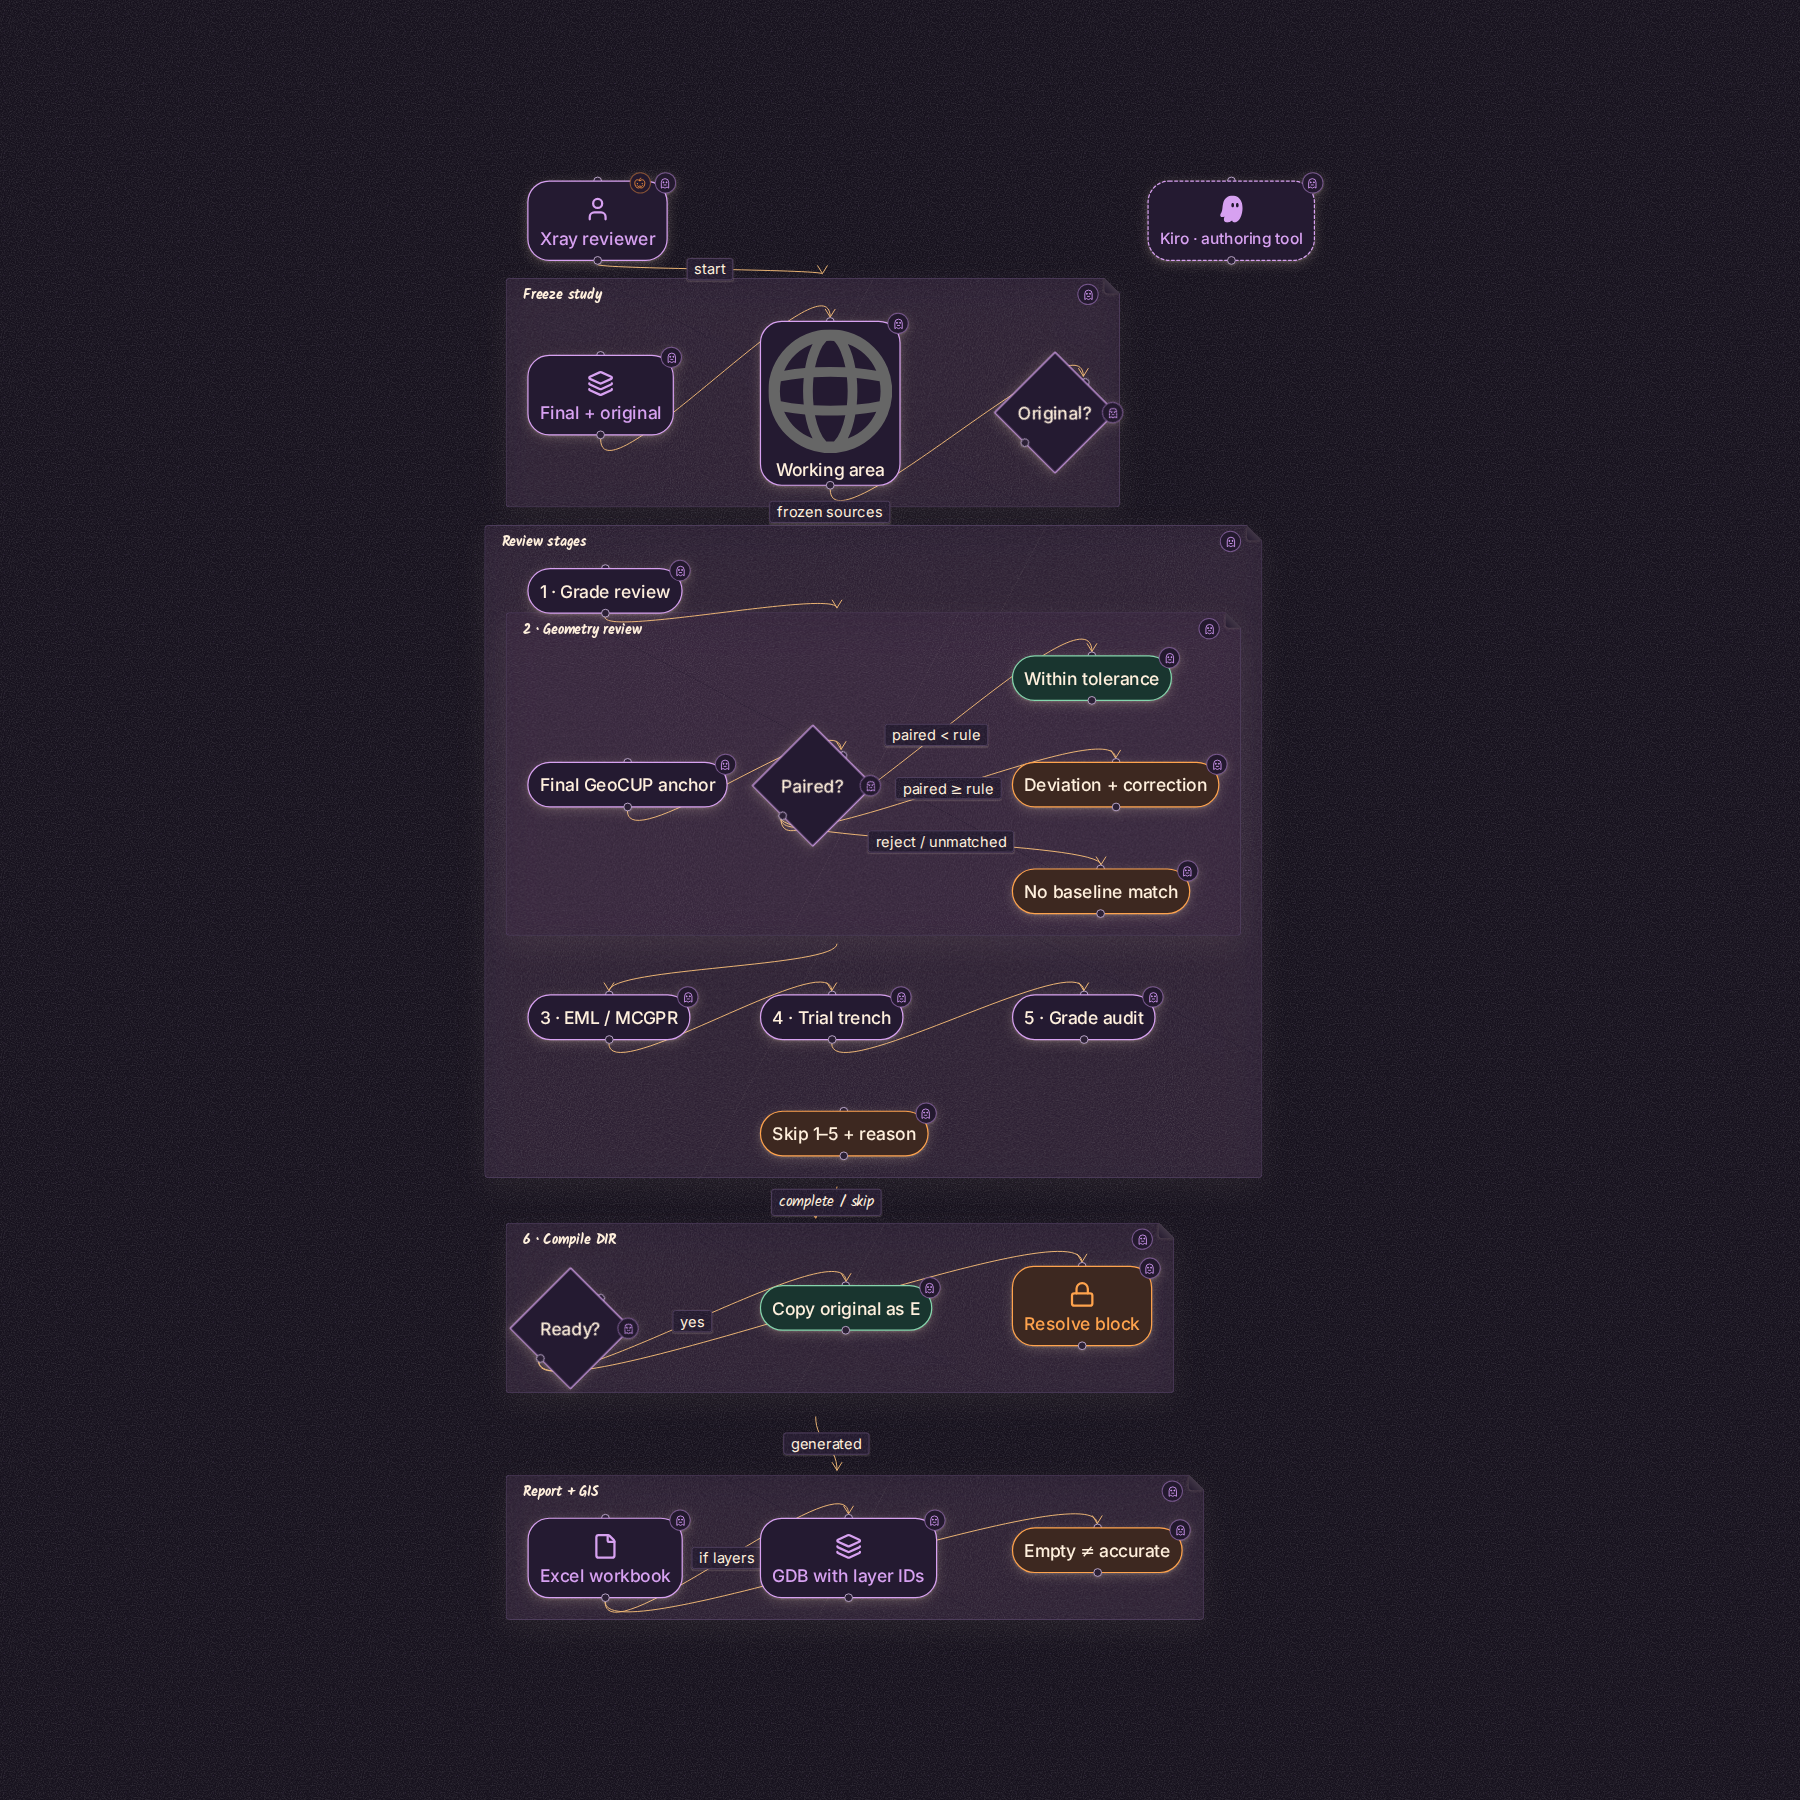 Xray reviewer
Kiro · authoring tool
start
Freeze study
Final + original
Working area
Original?
frozen sources
Review stages
1 · Grade review
2 · Geometry review
Within tolerance
paired < rule
Final GeoCUP anchor
Paired?
paired ≥ rule
Deviation + correction
reject / unmatched
No baseline match
3 · EML / MCGPR
4 · Trial trench
5 · Grade audit
Skip 1–5 + reason
complete / skip
6 · Compile DIR
Ready?
yes
Copy original as E
Resolve block
generated
Report + GIS
Excel workbook
if layers
GDB with layer IDs
Empty ≠ accurate